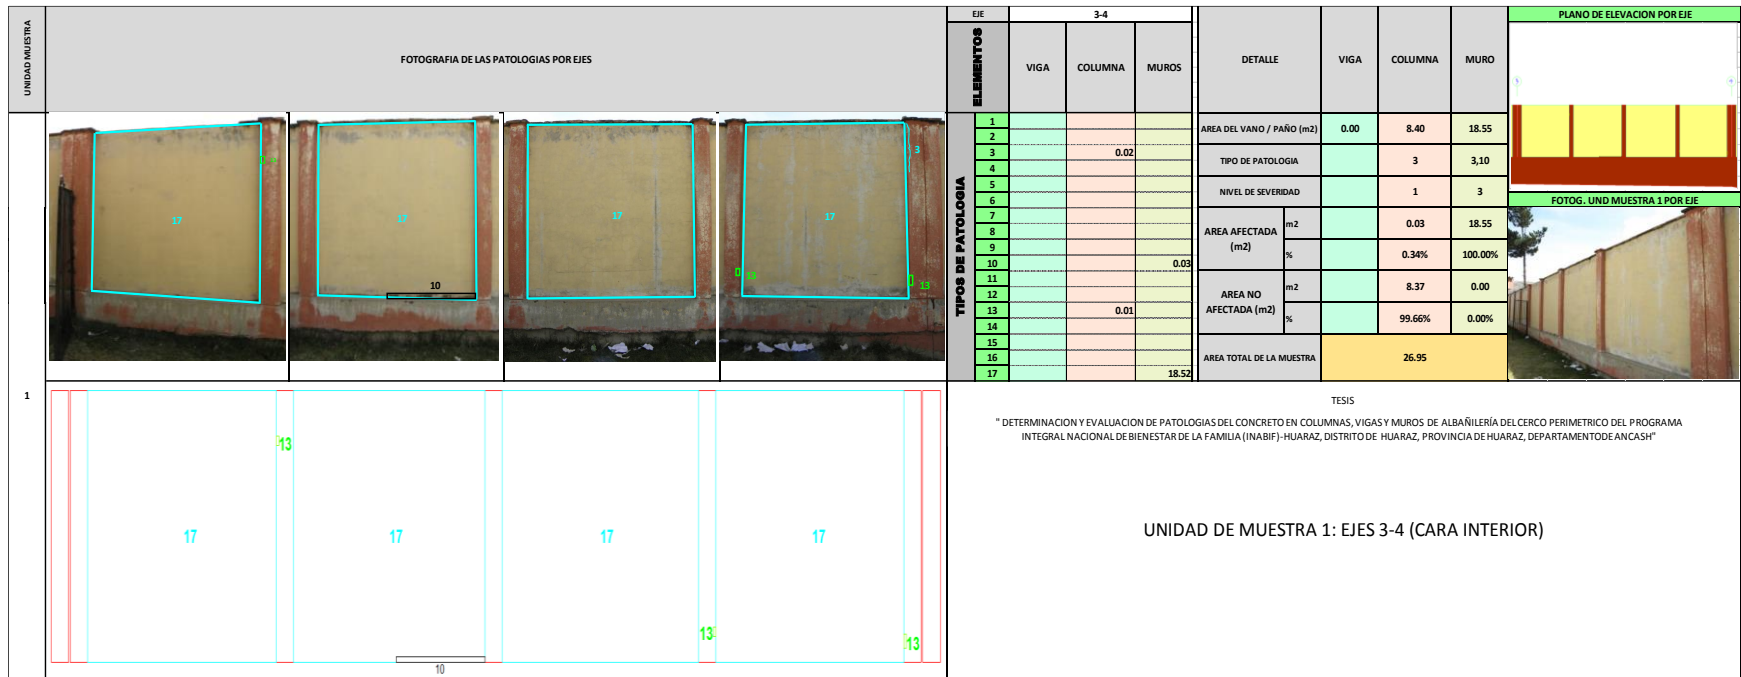 UNIDAD MUESTRA
FOTOGRAFIA DE LAS PATOLOGIAS POR EJES
17
17
10
17
17
3
13
13
1
13
17
17
17
17
13
13
10
EJE 3-4
ELEMENTOS VIGA COLUMNA MUROS
TIPOS DE PATOLOGIA
1
2
3 0.02
4
5
6
7
8
9
10 0.03
11
12
13 0.01
14
15
16
17 18.52
DETALLE VIGA COLUMNA MURO
AREA DEL VANO / PAÑO (m2) 0.00 8.40 18.55
TIPO DE PATOLOGIA 3 3,10
NIVEL DE SEVERIDAD 1 3
AREA AFECTADA (m2)
m2 0.03 18.55
% 0.34% 100.00%
AREA NO AFECTADA (m2)
m2 8.37 0.00
% 99.66% 0.00%
AREA TOTAL DE LA MUESTRA 26.95
PLANO DE ELEVACION POR EJE
FOTOG. UND MUESTRA 1 POR EJE
TESIS
" DETERMINACION Y EVALUACION DE PATOLOGIAS DEL CONCRETO EN COLUMNAS, VIGAS Y MUROS DE ALBAÑILERÍA DEL CERCO PERIMETRICO DEL PROGRAMA
INTEGRAL NACIONAL DE BIENESTAR DE LA FAMILIA (INABIF)-HUARAZ, DISTRITO DE HUARAZ, PROVINCIA DE HUARAZ, DEPARTAMENTODE ANCASH"
UNIDAD DE MUESTRA 1: EJES 3-4 (CARA INTERIOR)